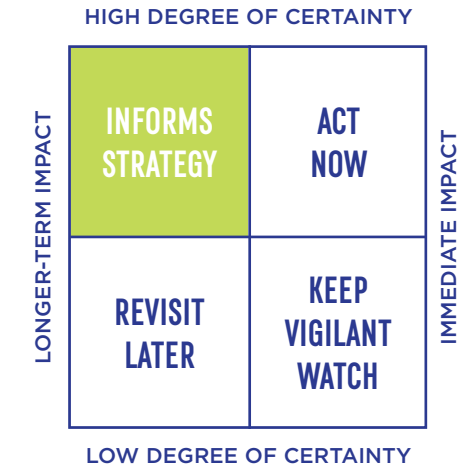 HIGH DEGREE OF CERTAINTY
LONGER-TERM IMPACT
INFORMS
STRATEGY
ACT
NOW
IMMEDIATE IMPACT
REVISIT
LATER
KEEP
VIGILANT
WATCH
LOW DEGREE OF CERTAINTY